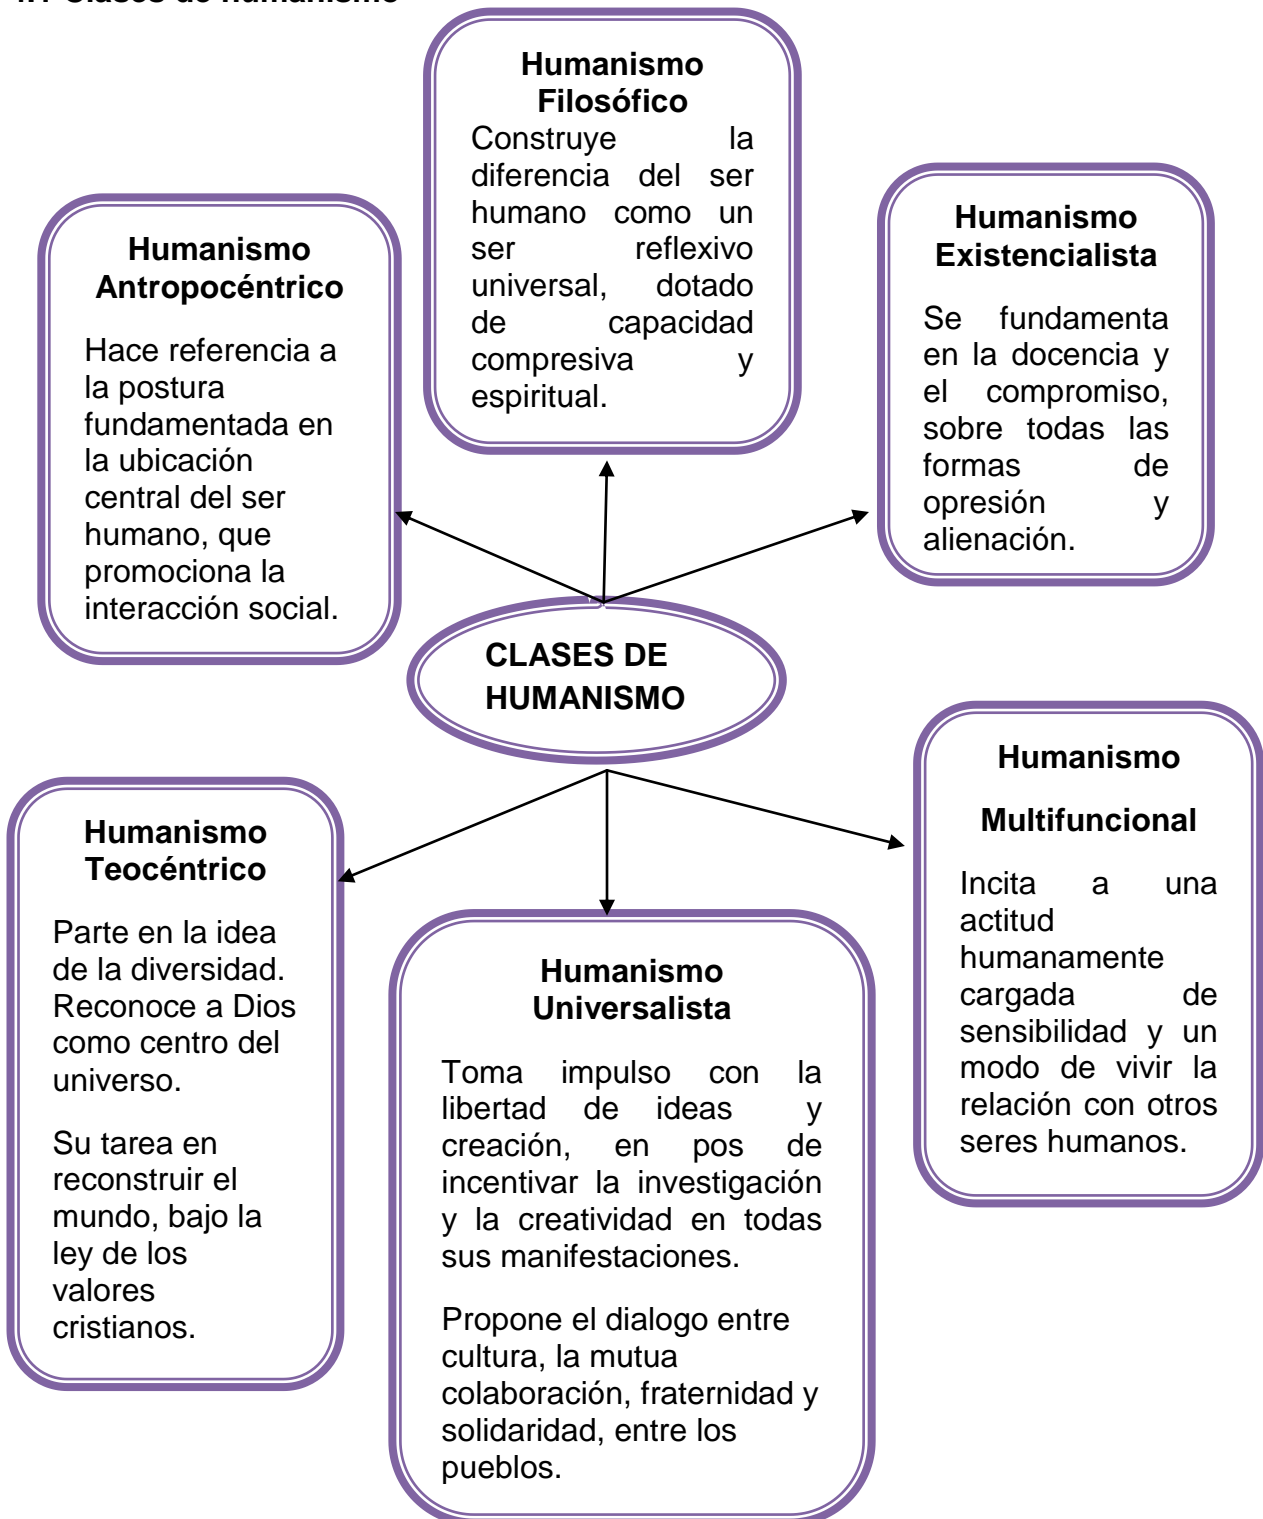 4.1 Clases de humanismo
Humanismo
Filosófico
Construye la
diferencia del ser
humano como un
ser reflexivo
universal, dotado
de capacidad
compresiva y
espiritual.
Humanismo
Antropocéntrico
Hace referencia a
la postura
fundamentada en
la ubicación
central del ser
humano, que
promociona la
interacción social.
Humanismo
Existencialista
Se fundamenta
en la docencia y
el compromiso,
sobre todas las
formas de
opresión y
alienación.
CLASES DE
HUMANISMO
Humanismo
Teocéntrico
Parte en la idea
de la diversidad.
Reconoce a Dios
como centro del
universo.
Su tarea en
reconstruir el
mundo, bajo la
ley de los
valores
cristianos.
Humanismo
Universalista
Toma impulso con la
libertad de ideas y
creación, en pos de
incentivar la investigación
y la creatividad en todas
sus manifestaciones.
Propone el dialogo entre
cultura, la mutua
colaboración, fraternidad y
solidaridad, entre los
pueblos.
Humanismo
Multifuncional
Incita a una
actitud
humanamente
cargada de
sensibilidad y un
modo de vivir la
relación con otros
seres humanos.